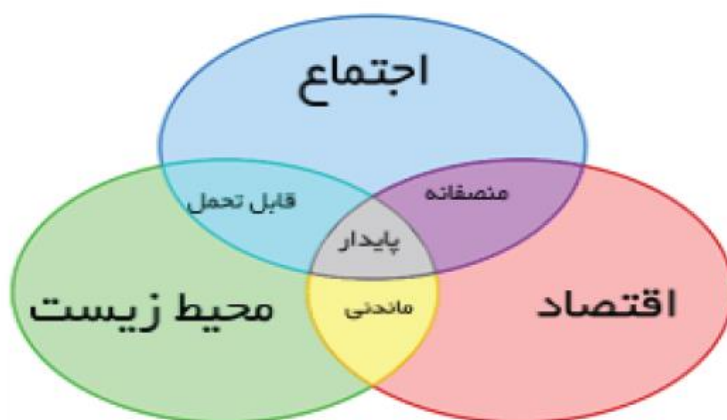 اجتماع
منصفانه
قابل تحمل
پایدار
اقتصاد
محیط زیست
ماندنی